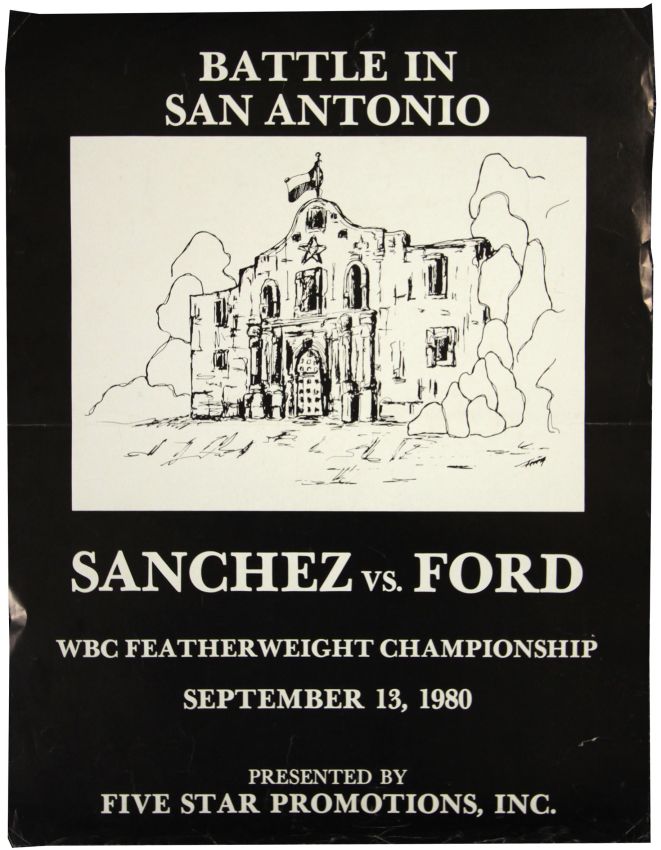 BATTLE IN
SAN ANTONIO
SANCHEZ VS. FORD
WBC FEATHERWEIGHT CHAMPIONSHIP
SEPTEMBER 13, 1980
PRESENTED BY
FIVE STAR PROMOTIONS, INC.